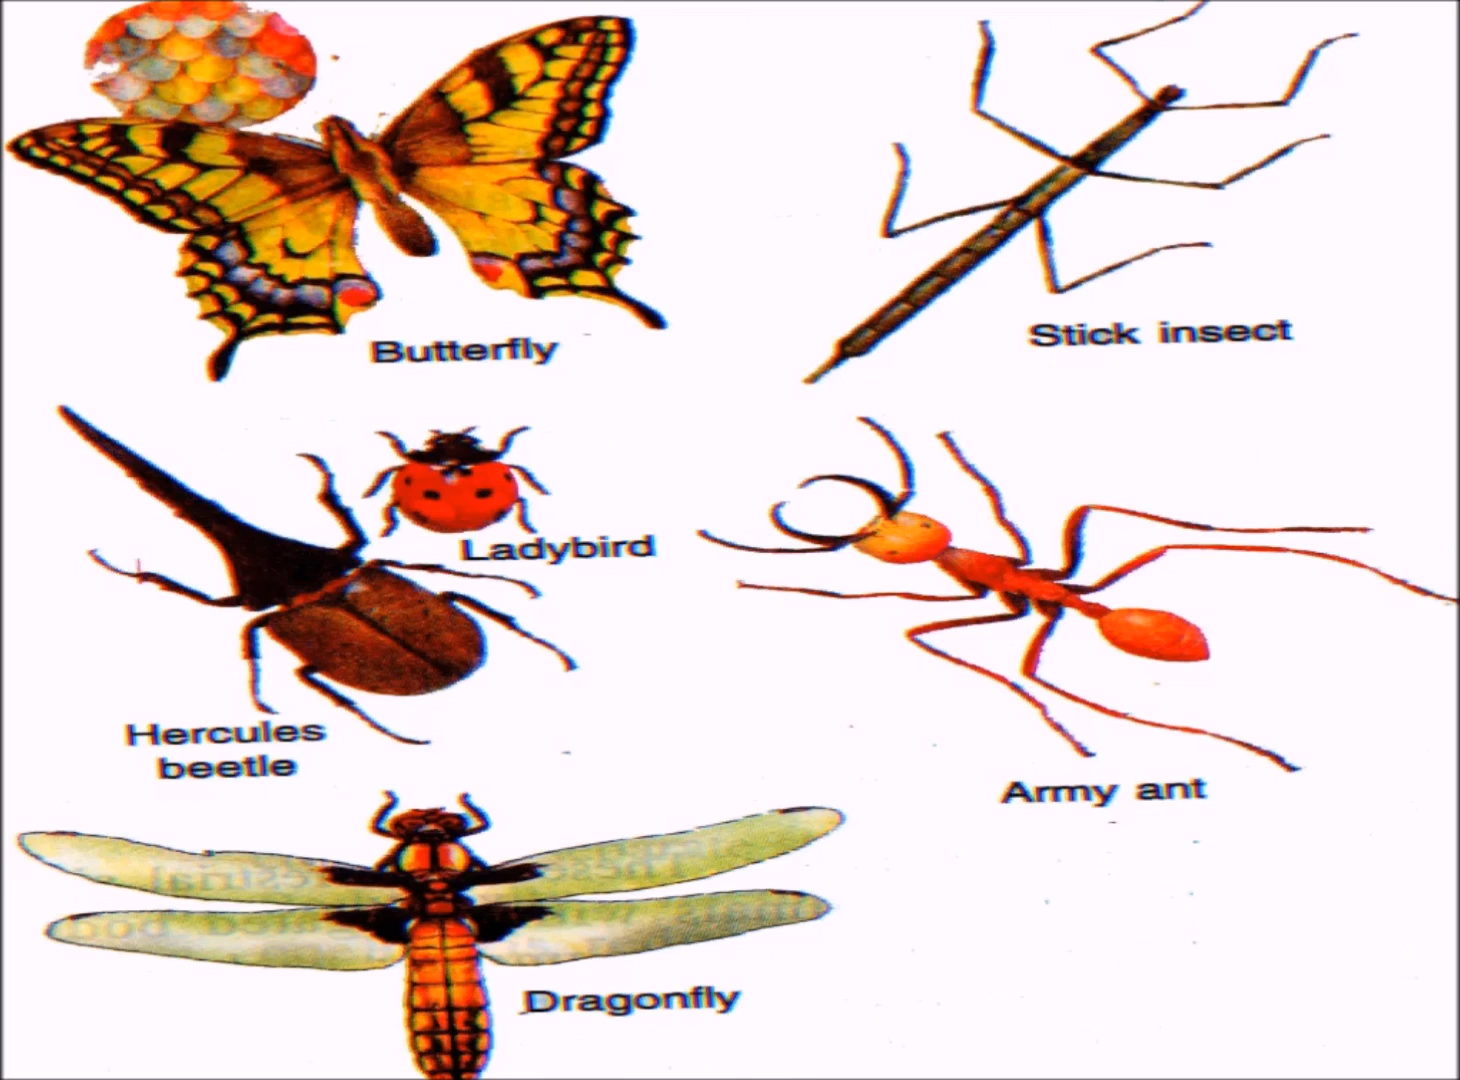 Butterfly
Stick insect
Ladybird
Hercules
beetle
Army ant
Dragonfly